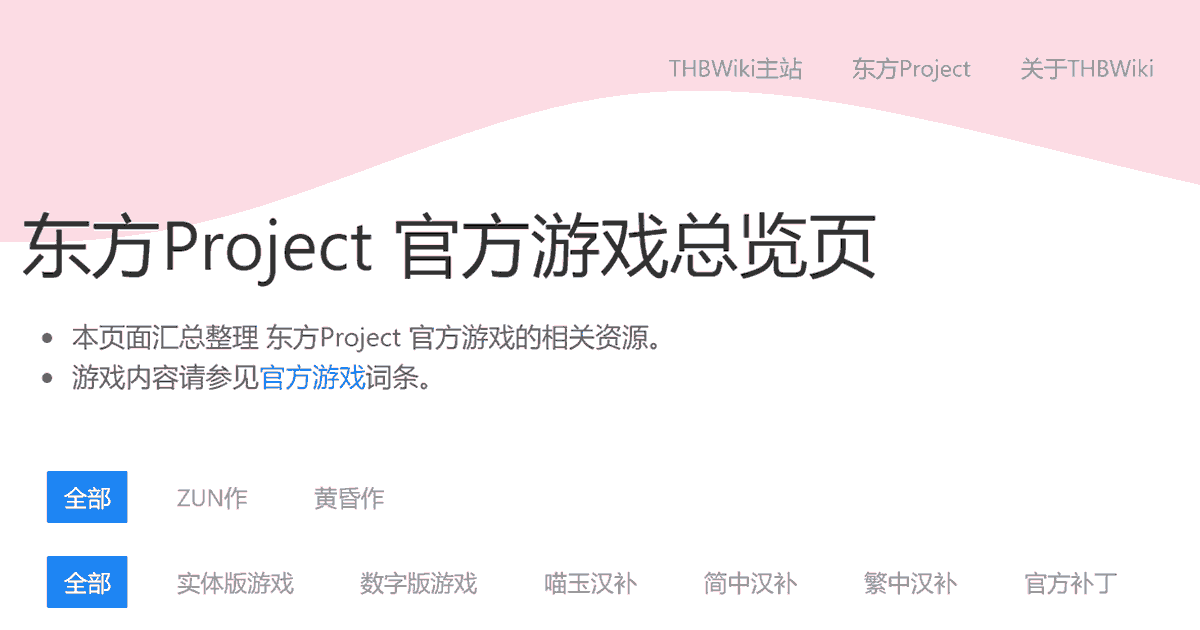 THBWiki主站 东方Project 关于THBWiki
东方Project 官方游戏总览页
本页面汇总整理 东方Project 官方游戏的相关资源。
游戏内容请参见官方游戏词条。
全部 ZUN作 黄昏作
全部 实体版游戏 数字版游戏 喵玉汉补 简中汉补 繁中汉补 官方补丁